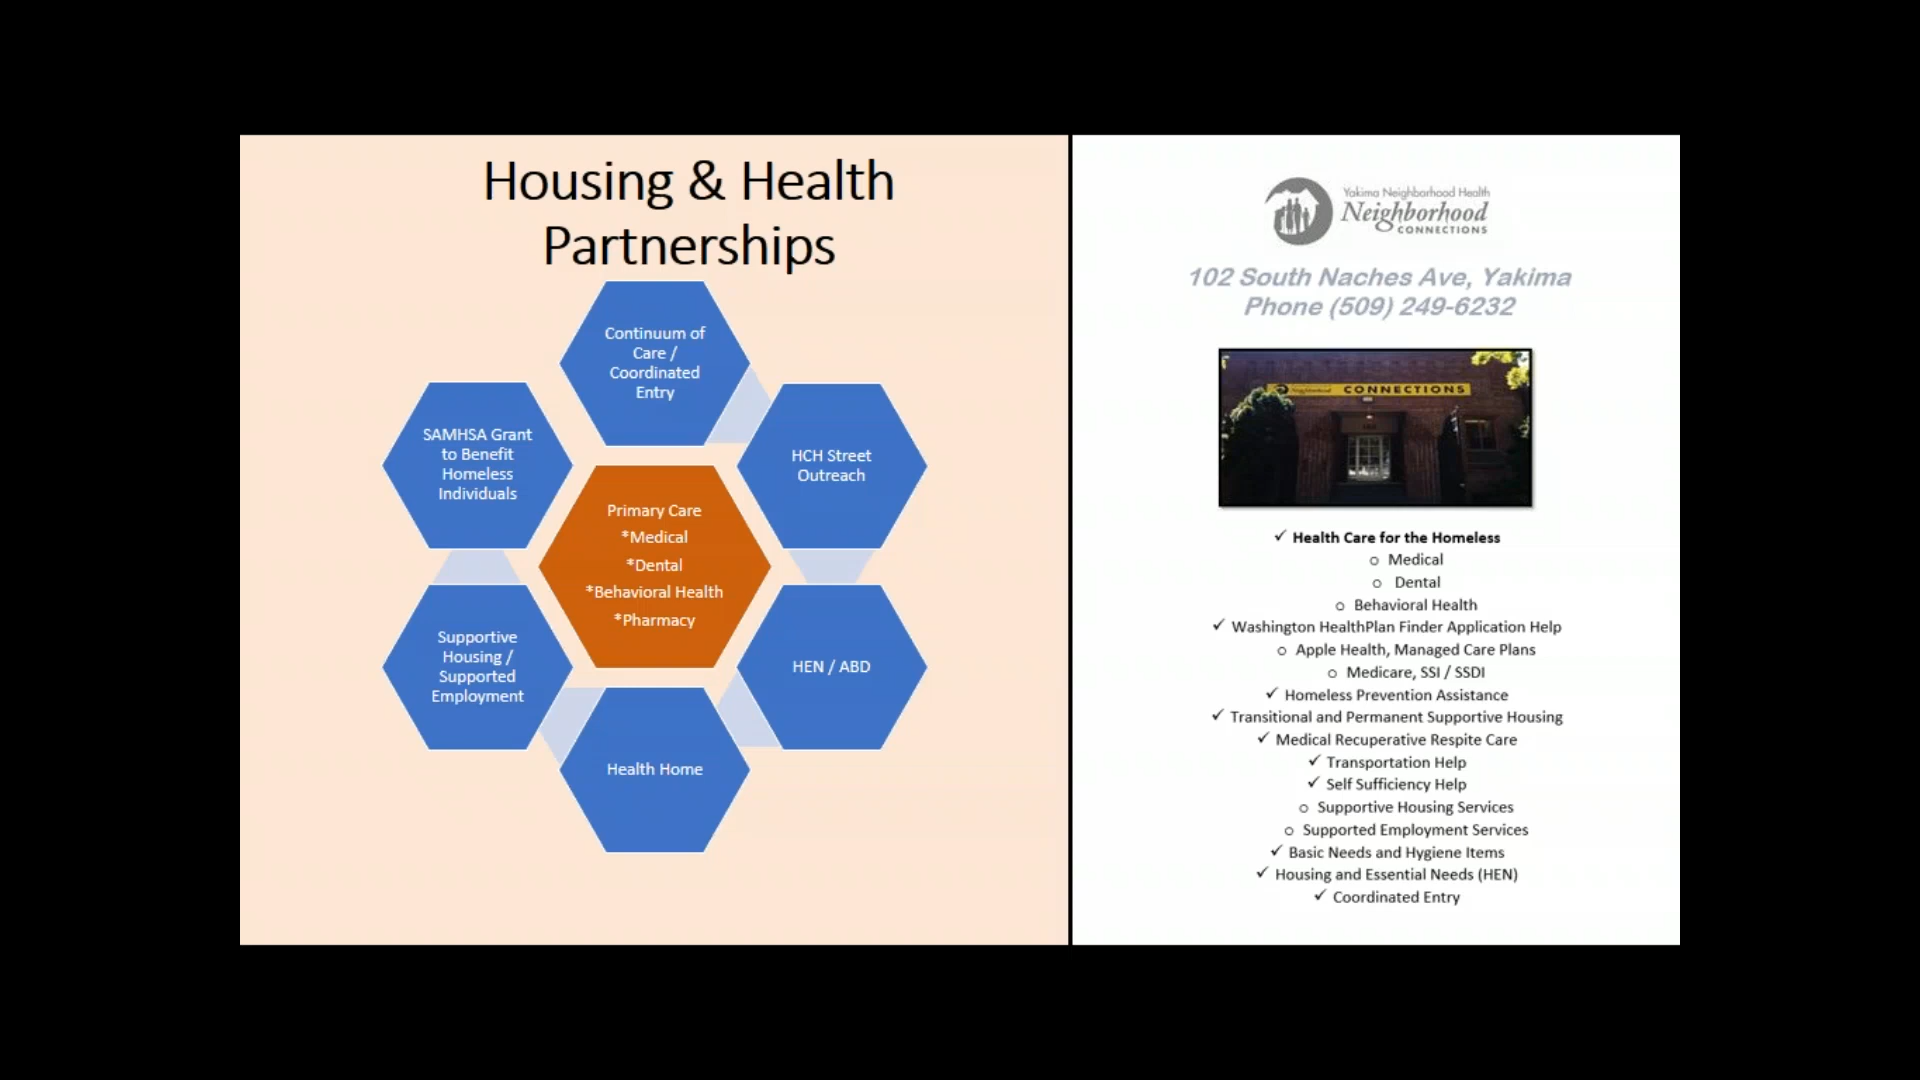 Housing & Health
Partnerships
Continuum of
Care /
Coordinated
Entry
HCH Street
Outreach
HEN / ABD
Health Home
Supportive
Housing /
Supported
Employment
SAMHSA Grant
to Benefit
Homeless
Individuals
Primary Care
*Medical
*Dental
*Behavioral Health
*Pharmacy
Yakima Neighborhood Health
Neighborhood
CONNECTIONS
102 South Naches Ave, Yakima
Phone (509) 249-6232
Neighborhood CONNECTIONS
✓ Health Care for the Homeless
o Medical
o Dental
o Behavioral Health
✓ Washington HealthPlan Finder Application Help
o Apple Health, Managed Care Plans
o Medicare, SSI / SSDI
✓ Homeless Prevention Assistance
✓ Transitional and Permanent Supportive Housing
✓ Medical Recuperative Respite Care
✓ Transportation Help
✓ Self Sufficiency Help
o Supportive Housing Services
o Supported Employment Services
✓ Basic Needs and Hygiene Items
✓ Housing and Essential Needs (HEN)
✓ Coordinated Entry